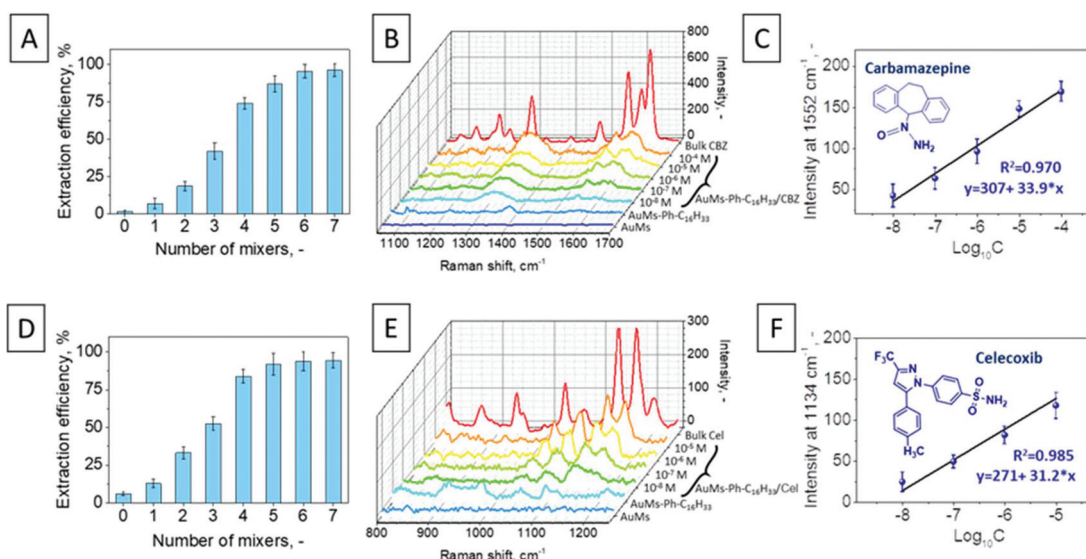 A
Extraction efficiency, %
100
75
50
25
0
0 1 2 3 4 5 6 7
Number of mixers, -
B
800
600
400
200
0
Intensity, -
Bulk CBZ
10⁻⁴ M
10⁻⁵ M
10⁻⁶ M
10⁻⁷ M
10⁻⁸ M
AuMs-Ph-C₁₆H₃₃/CBZ
AuMs-Ph-C₁₆H₃₃
AuMs
1100 1200 1300 1400 1500 1600 1700
Raman shift, cm⁻¹
C
Intensity at 1552 cm⁻¹, -
200
150
100
50
Carbamazepine
O
N
NH₂
R²=0.970
y=307+ 33.9*x
-8 -7 -6 -5 -4
Log₁₀C
D
Extraction efficiency, %
100
75
50
25
0
0 1 2 3 4 5 6 7
Number of mixers, -
E
300
200
100
0
Intensity, -
Bulk Cel
10⁻⁵ M
10⁻⁶ M
10⁻⁷ M
10⁻⁸ M
AuMs-Ph-C₁₆H₃₃/Cel
AuMs-Ph-C₁₆H₃₃
AuMs
800 900 1000 1100 1200
Raman shift, cm⁻¹
F
Intensity at 1134 cm⁻¹, -
200
150
100
50
0
Celecoxib
F₃C
N
N
O
S
NH₂
O
H₃C
R²=0.985
y=271+ 31.2*x
-8 -7 -6 -5
Log₁₀C